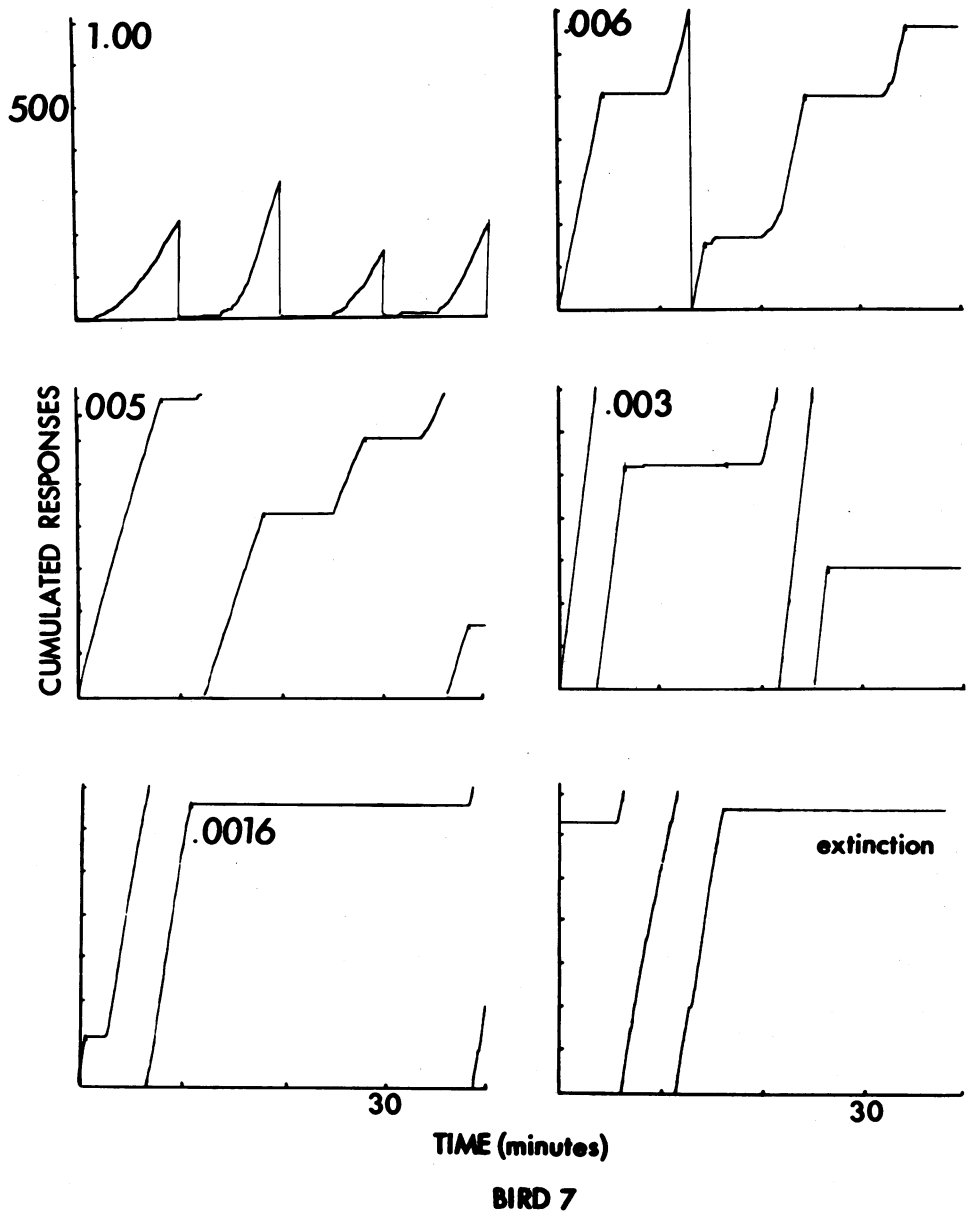 1.00
500
.006
.005
.003
CUMULATED RESPONSES
.0016
extinction
30
30
TIME (minutes)
BIRD 7